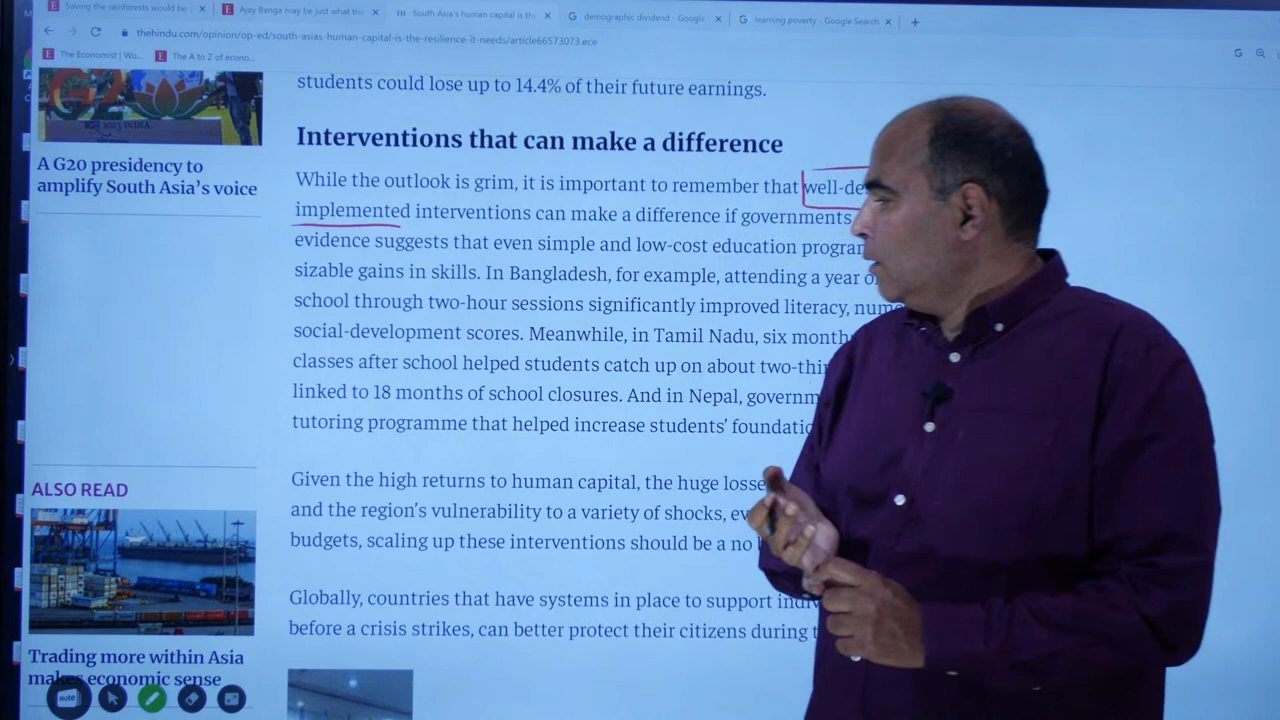 Saving the rainforests would be
Ajay Banga may be just what the
TH South Asia's human capital is the
demographic dividend - Google
learning poverty - Google Search
thehindu.com/opinion/op-ed/south-asias-human-capital-is-the-resilience-it-needs/article66573073.ece
The Economist | Wo...
The A to Z of econo...
students could lose up to 14.4% of their future earnings.
Interventions that can make a difference
While the outlook is grim, it is important to remember that well-de
implemented interventions can make a difference if governments
evidence suggests that even simple and low-cost education program
sizable gains in skills. In Bangladesh, for example, attending a year o
school through two-hour sessions significantly improved literacy, nume
social-development scores. Meanwhile, in Tamil Nadu, six month
classes after school helped students catch up on about two-thi
linked to 18 months of school closures. And in Nepal, governm
tutoring programme that helped increase students' foundatio
Given the high returns to human capital, the huge losse
and the region's vulnerability to a variety of shocks, ev
budgets, scaling up these interventions should be a no
Globally, countries that have systems in place to support indiv
before a crisis strikes, can better protect their citizens during t
A G20 presidency to
amplify South Asia's voice
ALSO READ
Trading more within Asia
makes economic sense
Note